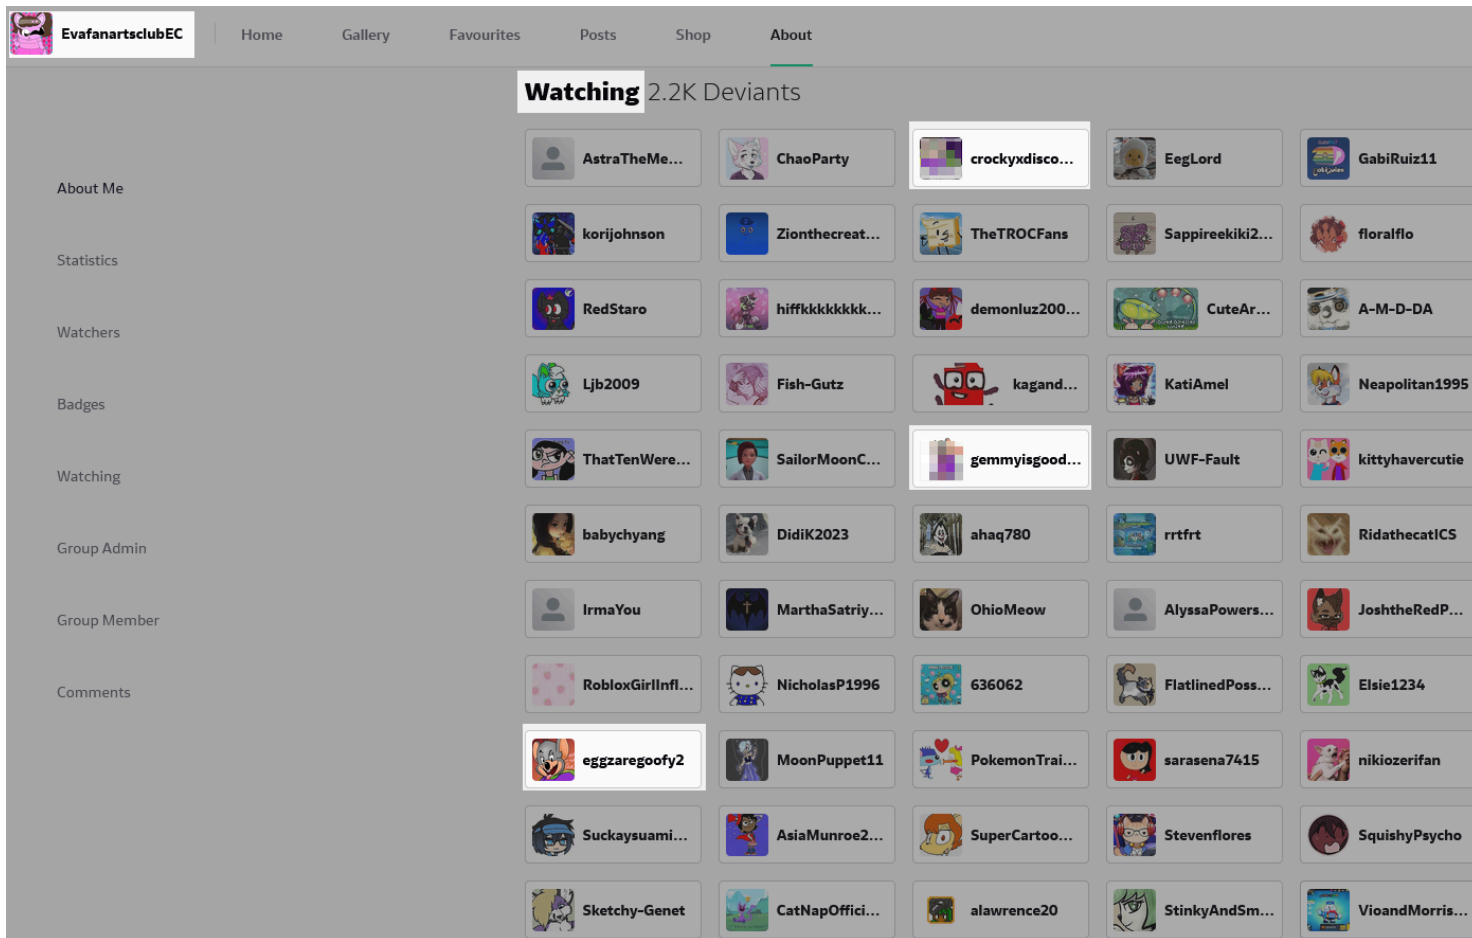 EvafanartsclubEC Home Gallery Favourites Posts Shop About
Watching 2.2K Deviants
About Me
Statistics
Watchers
Badges
Watching
Group Admin
Group Member
Comments
AstraTheMe... ChaoParty crockyxdisco... EegLord GabiRuiz11
korijohnson Zionthecreat... TheTROCFans Sappireekiki2... floralflo
RedStaro hiffkkkkkkkk... demonluz200... CuteAr... A-M-D-DA
Ljb2009 Fish-Gutz kagand... KatiAmel Neapolitan1995
ThatTenWere... SailorMoonC... gemmyisgood... UWF-Fault kittyhavercutie
babychyang DidiK2023 ahaq780 rrtfrt RidathecatICS
IrmaYou MarthaSatriy... OhioMeow AlyssaPowers... JoshtheRedP...
RobloxGirlInfl... NicholasP1996 636062 FlatlinedPoss... Elsie1234
eggzaregoofy2 MoonPuppet11 PokemonTrai... sarasena7415 nikiozerifan
Suckaysuami... AsiaMunroe2... SuperCartoo... Stevenflores SquishyPsycho
Sketchy-Genet CatNapOffici... alawrence20 StinkyAndSm... VioandMorris...